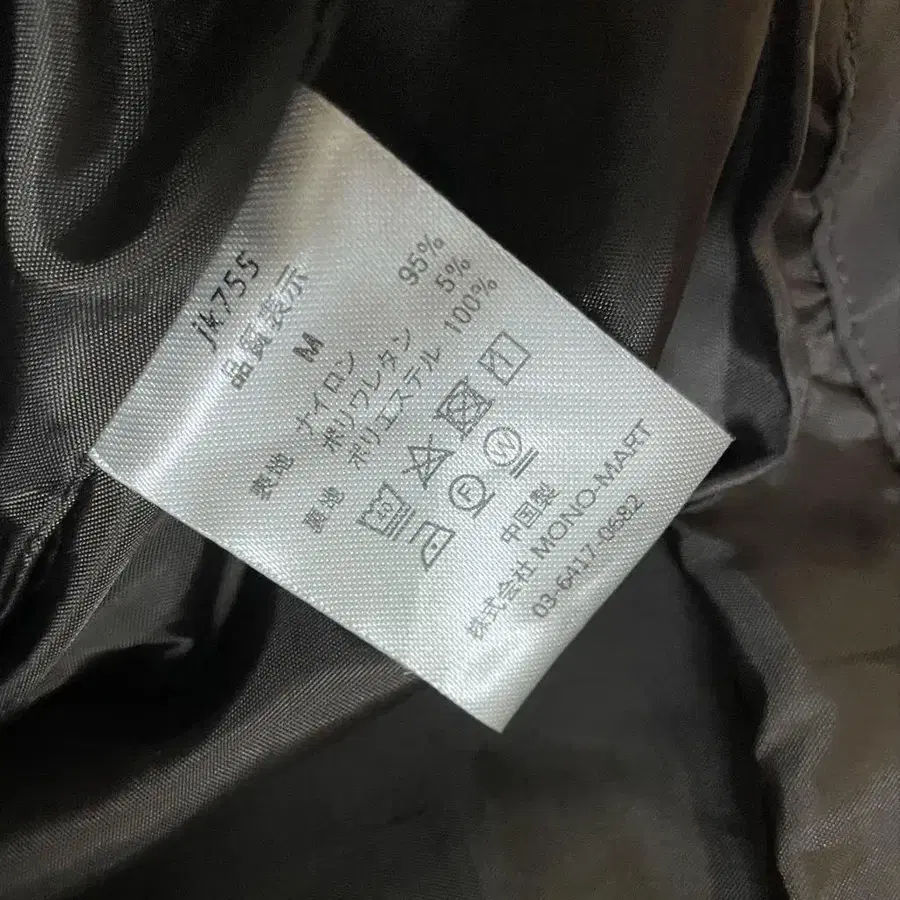 jk755
品質表示
M
表地 ナイロン 95%
ポリウレタン 5%
裏地 ポリエステル 100%
F W
中国製
株式会社 MONO-MART
03-6417-0682